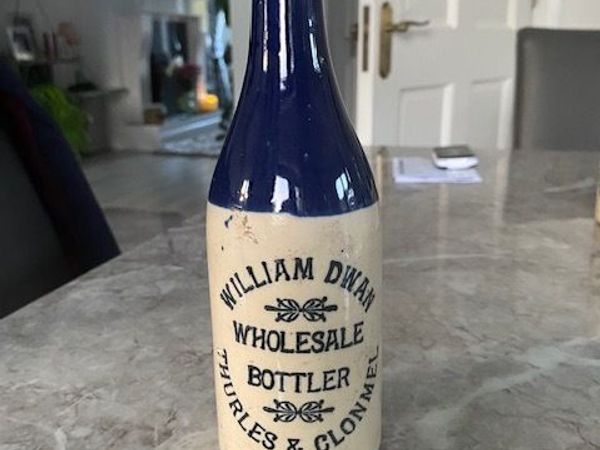 WILLIAM DWAN
WHOLESALE
BOTTLER
THURLES & CLONMEL